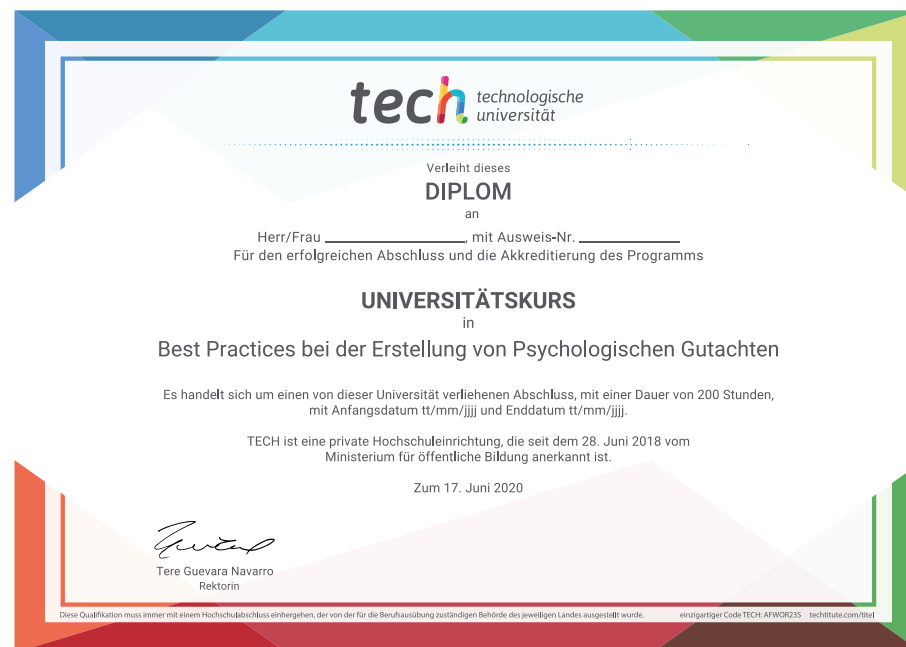 tech technologische
universität
Verleiht dieses
DIPLOM
an
Herr/Frau ____________, mit Ausweis-Nr. ____________
Für den erfolgreichen Abschluss und die Akkreditierung des Programms
UNIVERSITÄTSKURS
in
Best Practices bei der Erstellung von Psychologischen Gutachten
Es handelt sich um einen von dieser Universität verliehenen Abschluss, mit einer Dauer von 200 Stunden,
mit Anfangsdatum tt/mm/jjjj und Enddatum tt/mm/jjjj.
TECH ist eine private Hochschuleinrichtung, die seit dem 28. Juni 2018 vom
Ministerium für öffentliche Bildung anerkannt ist.
Zum 17. Juni 2020
Tere Guevara Navarro
Rektorin
Diese Qualifikation muss immer mit einem Hochschulabschluss einhergehen, der von der für die Berufsausübung zuständigen Behörde des jeweiligen Landes ausgestellt wurde. einzigartiger Code TECH: AFWOR23S techtitute.com/titel